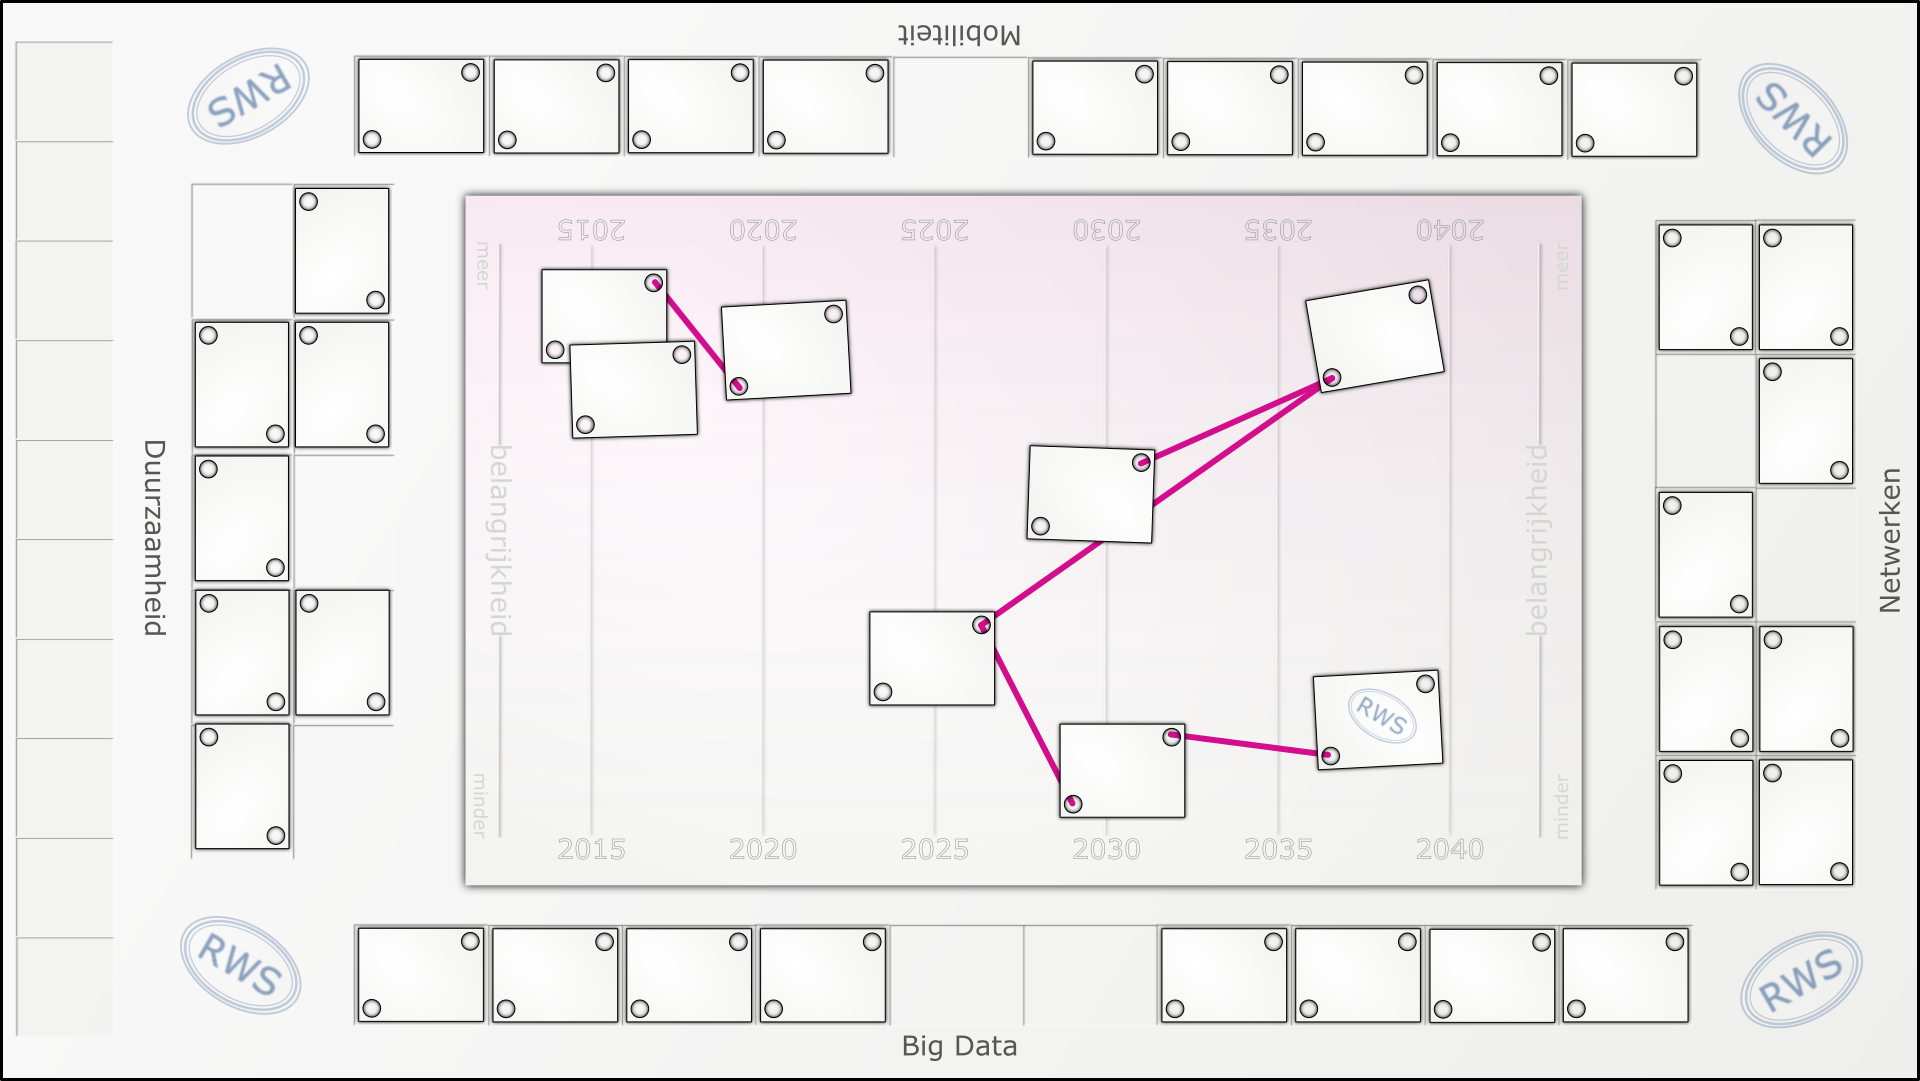 Mobiliteit
RWS
RWS
2015 2020 2025 2030 2035 2040
meer
meer
belangrijkheid
belangrijkheid
Duurzaamheid
Netwerken
RWS
minder
minder
2015 2020 2025 2030 2035 2040
RWS
RWS
Big Data